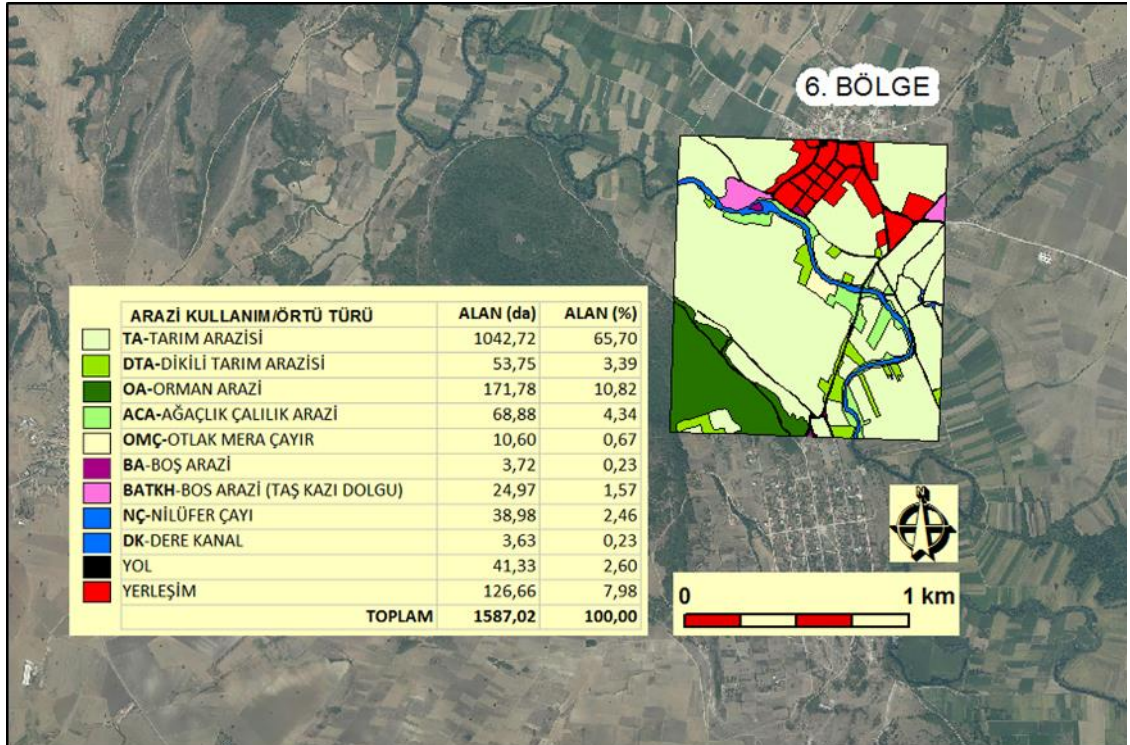 6. BÖLGE
ARAZİ KULLANIM/ÖRTÜ TÜRÜ ALAN (da) ALAN (%)
TA-TARIM ARAZİSİ 1042,72 65,70
DTA-DİKİLİ TARIM ARAZİSİ 53,75 3,39
OA-ORMAN ARAZİ 171,78 10,82
ACA-AĞAÇLIK ÇALILIK ARAZİ 68,88 4,34
OMÇ-OTLAK MERA ÇAYIR 10,60 0,67
BA-BOŞ ARAZİ 3,72 0,23
BATKH-BOS ARAZİ (TAŞ KAZI DOLGU) 24,97 1,57
NÇ-NİLÜFER ÇAYI 38,98 2,46
DK-DERE KANAL 3,63 0,23
YOL 41,33 2,60
YERLEŞİM 126,66 7,98
TOPLAM 1587,02 100,00
N
0 1 km